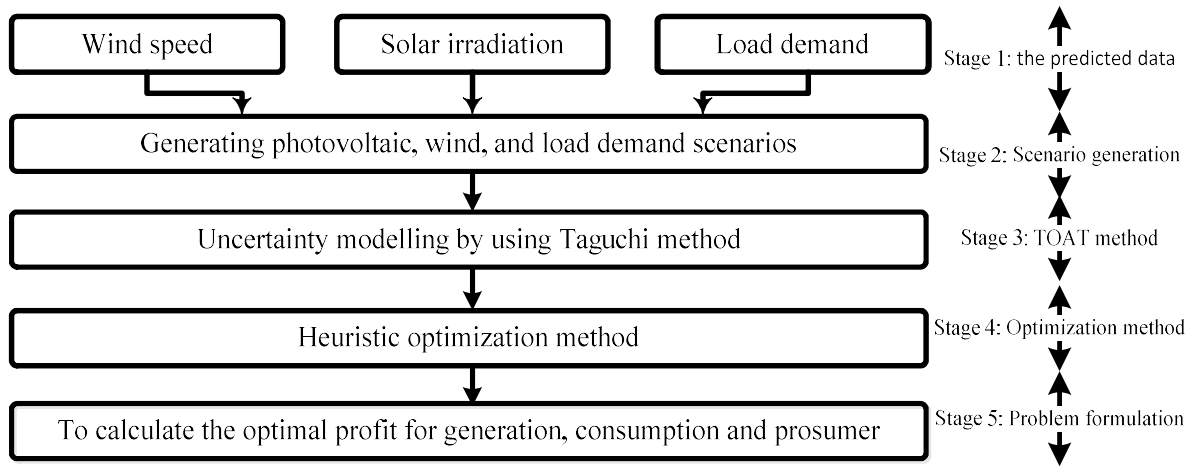 Wind speed
Solar irradiation
Load demand
Stage 1: the predicted data
Generating photovoltaic, wind, and load demand scenarios
Stage 2: Scenario generation
Uncertainty modelling by using Taguchi method
Stage 3: TOAT method
Heuristic optimization method
Stage 4: Optimization method
To calculate the optimal profit for generation, consumption and prosumer
Stage 5: Problem formulation